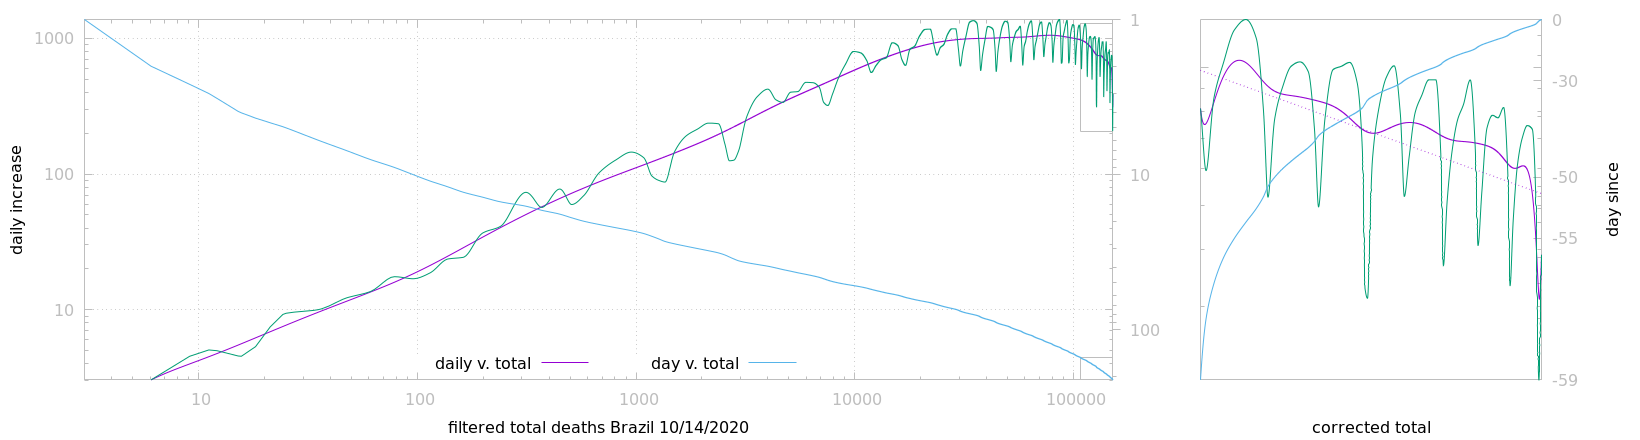 daily increase
1000
100
10
10
100
1000
10000
100000
1
10
100
daily v. total
day v. total
filtered total deaths Brazil 10/14/2020
0
-30
-50
-55
-59
day since
corrected total